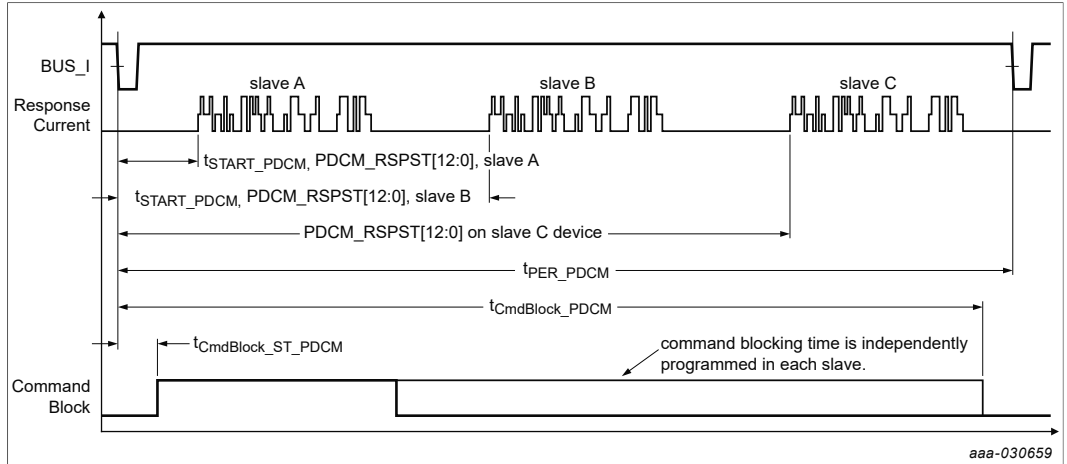 BUS_I
slave A
slave B
slave C
Response
Current
tSTART_PDCM, PDCM_RSPST[12:0], slave A
tSTART_PDCM, PDCM_RSPST[12:0], slave B
PDCM_RSPST[12:0] on slave C device
tPER_PDCM
tCmdBlock_PDCM
tCmdBlock_ST_PDCM
command blocking time is independently
programmed in each slave.
Command
Block
aaa-030659